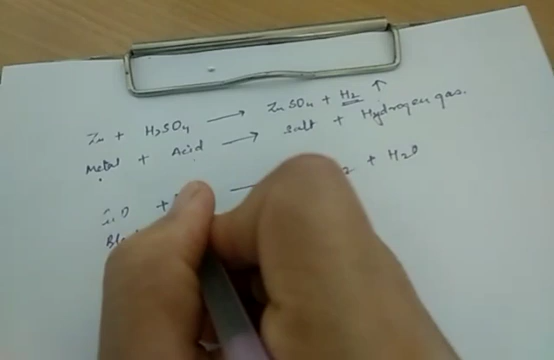 Zn + H₂SO₄ → ZnSO₄ + H₂ ↑
Metal + Acid → Salt + Hydrogen gas.
+ → + H₂O